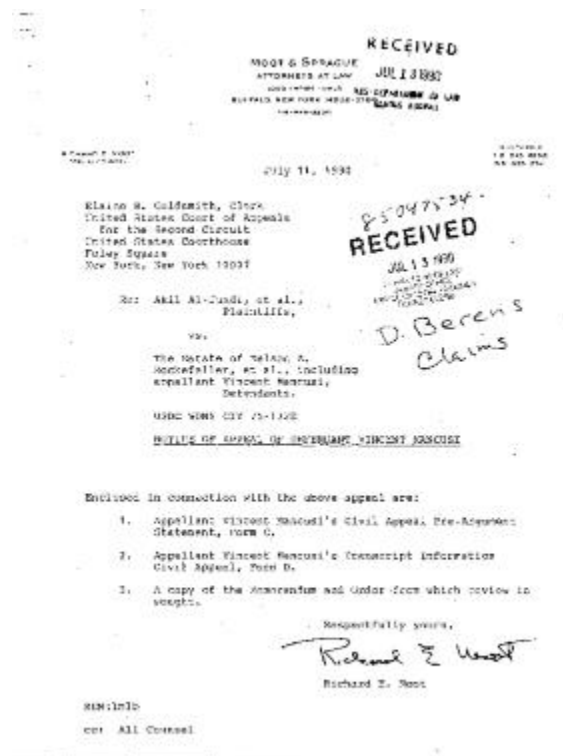 RECEIVED
JUL 13 1990
MOOT & SPRAGUE
ATTORNEYS AT LAW
BUFFALO, NEW YORK
July 11, 1990
Elaine B. Goldsmith, Clerk
United States Court of Appeals
for the Second Circuit
United States Courthouse
Foley Square
New York, New York 10007
85047534
RECEIVED
JUL 13 1990
D. Berens
Claims
Re: Akil Al-Jundi, et al.,
Plaintiffs,
vs.
The Estate of Nelson A.
Rockefeller, et al., including
appellant Vincent Mancusi,
Defendants.
USDC WDNY CIV
NOTICE OF APPEAL OF DEFENDANT VINCENT MANCUSI
Enclosed in connection with the above appeal are:
1. Appellant Vincent Mancusi's Civil Appeal Pre-Argument
Statement, Form C.
2. Appellant Vincent Mancusi's Transcript Information
Civil Appeal, Form D.
3. A copy of the Memorandum and Order from which review is
sought.
Respectfully yours,
Richard E. Moot
Richard E. Moot
cc: All Counsel